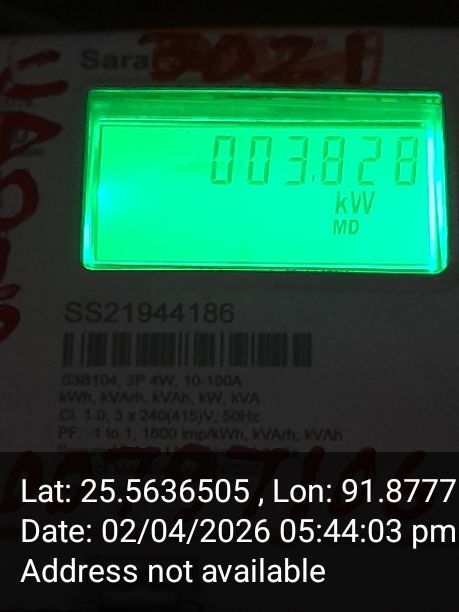 3021
003.828
kW
MD
SS21944186
S3B104, 3P 4W, 10-100A
kWh, kVArh, kVAh, kW, kVA
Cl. 1.0, 3 x 240(415)V, 50Hz
PF: -1 to 1, 1600 imp/kWh, kVArh, kVAh
Lat: 25.5636505 , Lon: 91.8777
Date: 02/04/2026 05:44:03 pm
Address not available